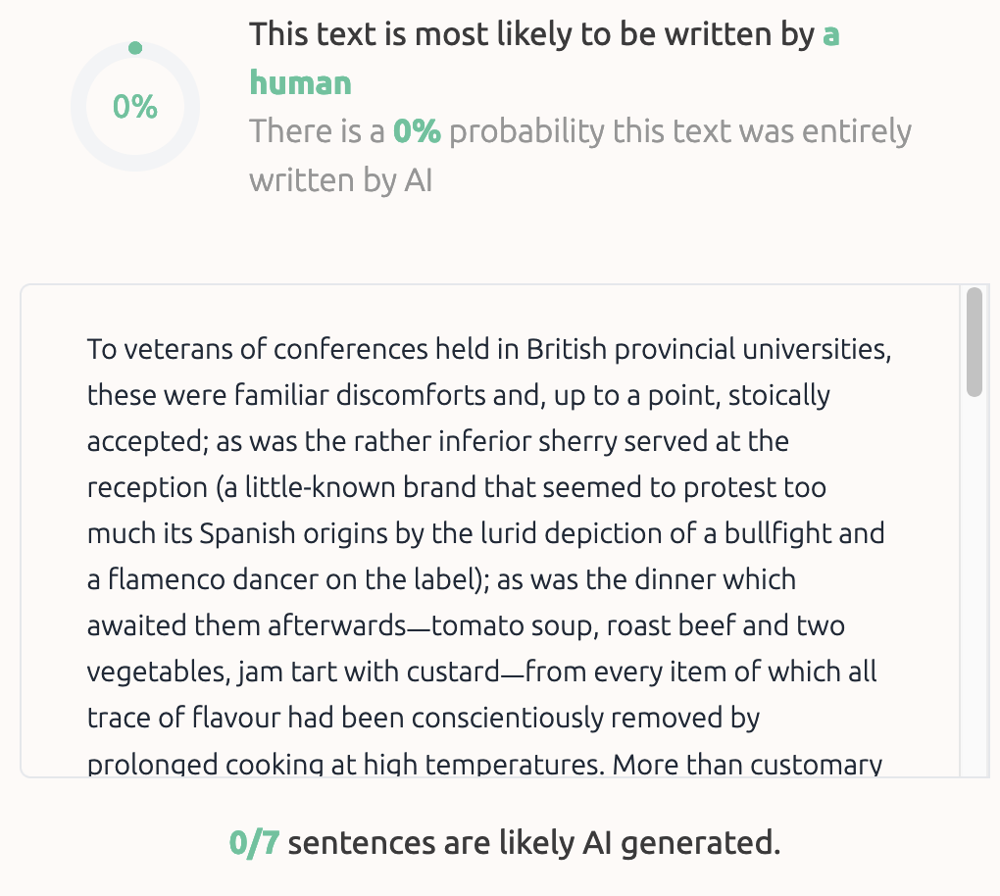 This text is most likely to be written by a
human
0%
There is a 0% probability this text was entirely
written by AI
To veterans of conferences held in British provincial universities,
these were familiar discomforts and, up to a point, stoically
accepted; as was the rather inferior sherry served at the
reception (a little-known brand that seemed to protest too
much its Spanish origins by the lurid depiction of a bullfight and
a flamenco dancer on the label); as was the dinner which
awaited them afterwards—tomato soup, roast beef and two
vegetables, jam tart with custard—from every item of which all
trace of flavour had been conscientiously removed by
prolonged cooking at high temperatures. More than customary
0/7 sentences are likely AI generated.